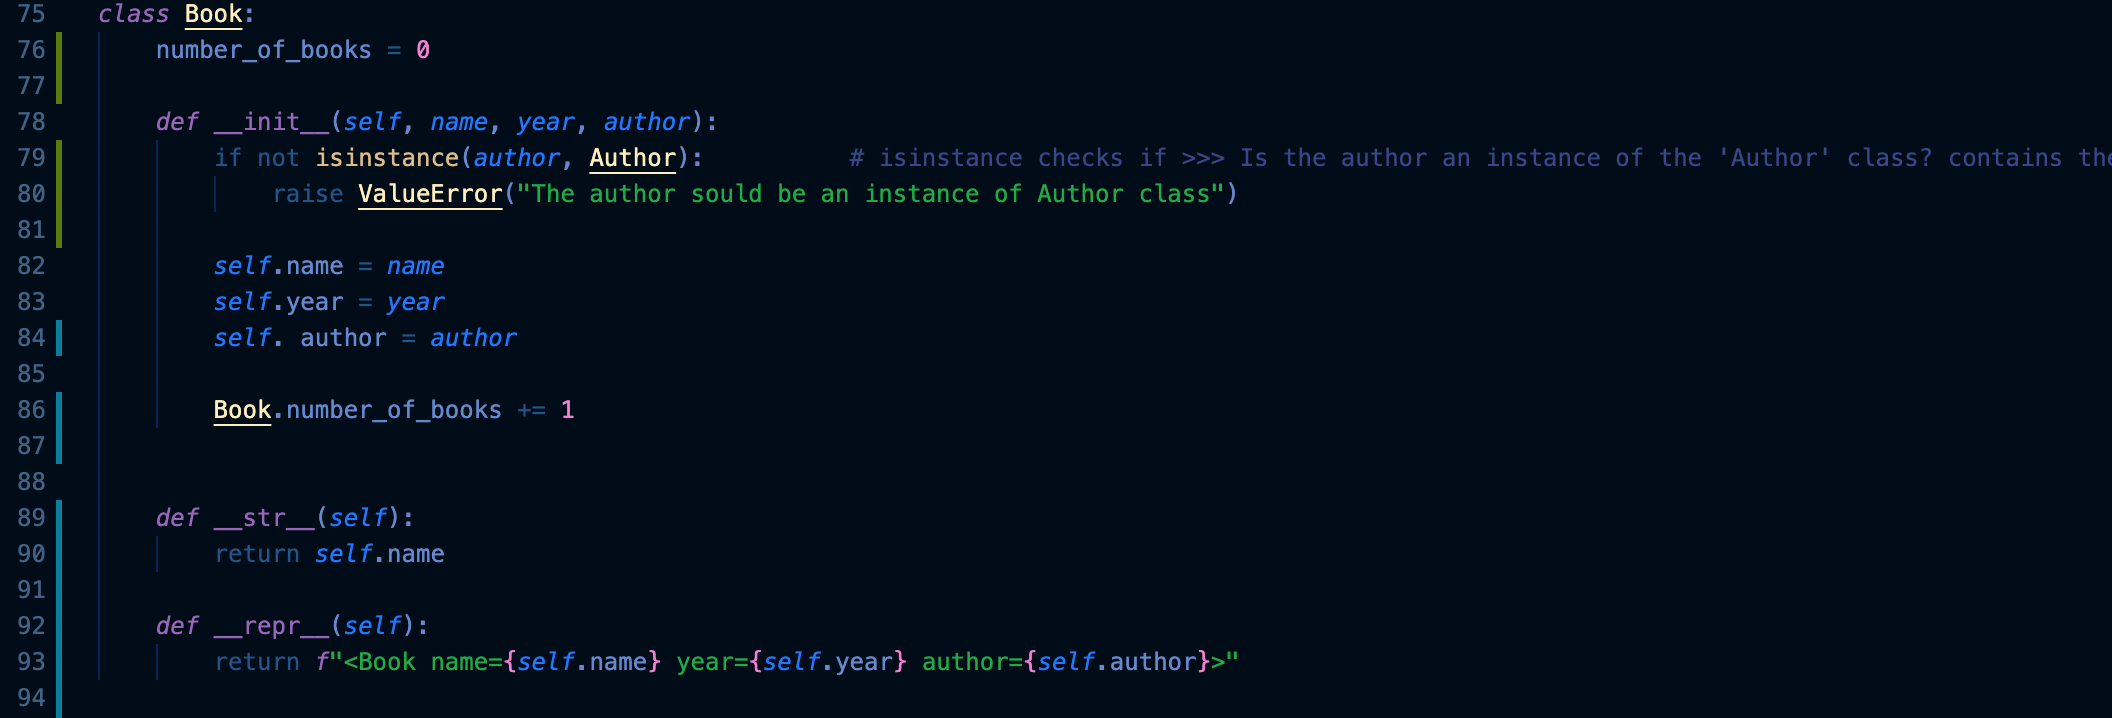 75 class Book:
76 number_of_books = 0
77
78 def __init__(self, name, year, author):
79 if not isinstance(author, Author): # isinstance checks if >>> Is the author an instance of the 'Author' class? contains
80 raise ValueError("The author sould be an instance of Author class")
81
82 self.name = name
83 self.year = year
84 self. author = author
85
86 Book.number_of_books += 1
87
88
89 def __str__(self):
90 return self.name
91
92 def __repr__(self):
93 return f"<Book name={self.name} year={self.year} author={self.author}>"
94